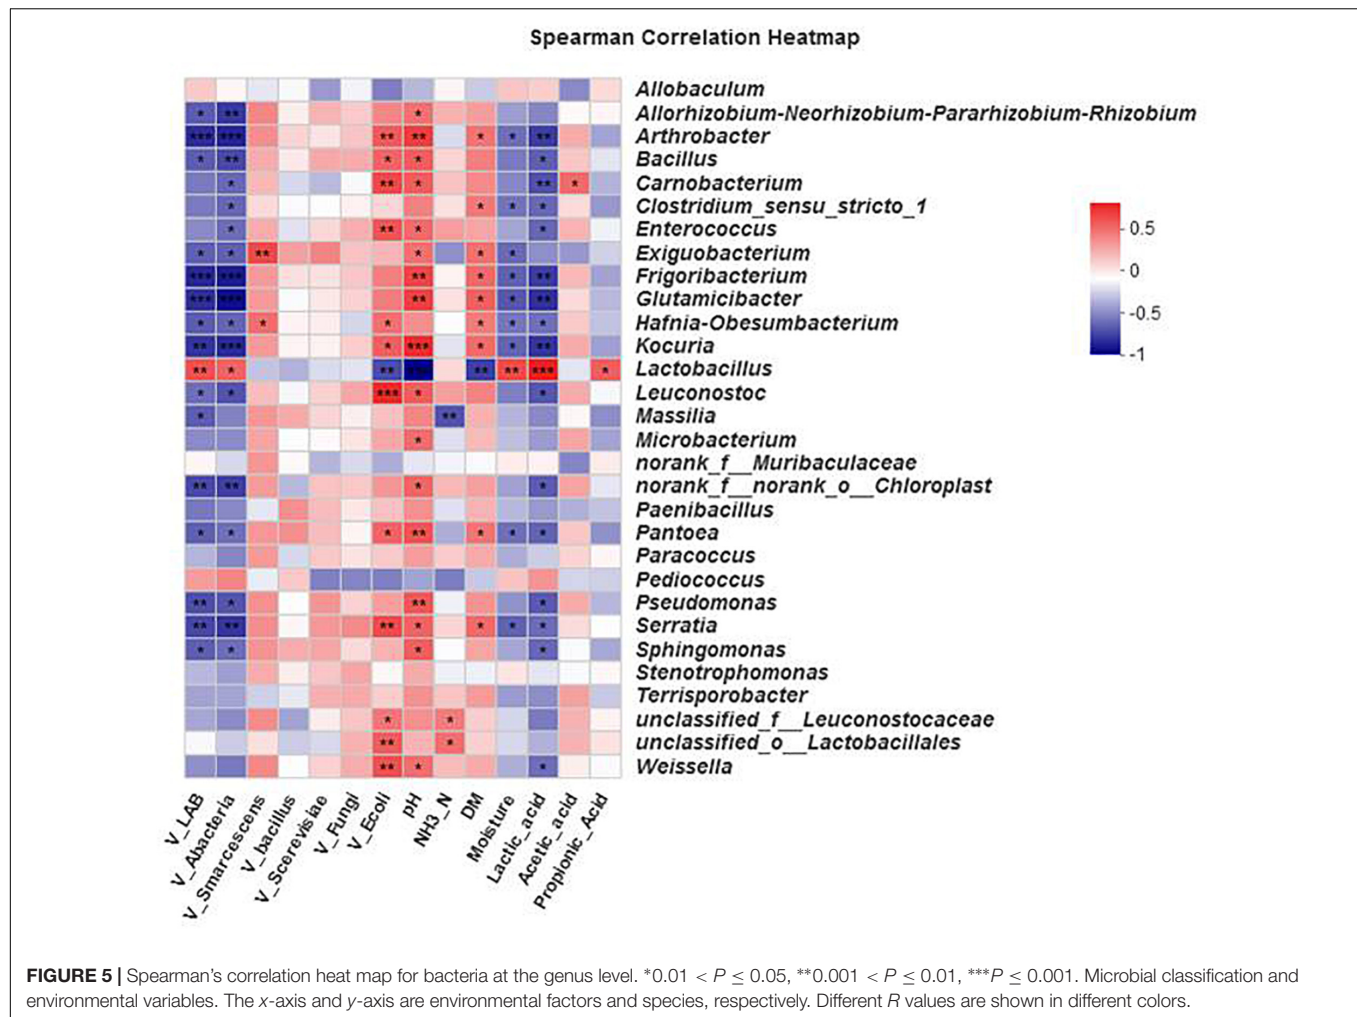 Spearman Correlation Heatmap
Allobaculum
* ** * Allorhizobium-Neorhizobium-Pararhizobium-Rhizobium
*** *** ** ** * * ** Arthrobacter
* ** * * * Bacillus
* ** * ** * Carnobacterium
* * * * Clostridium_sensu_stricto_1
* ** * * Enterococcus
* * ** * * * Exiguobacterium
*** *** ** * * ** Frigoribacterium
*** *** ** * * ** Glutamicibacter
* * * * * * * Hafnia-Obesumbacterium
** *** * *** * * ** Kocuria
** * ** *** ** ** *** * Lactobacillus
* * *** * * Leuconostoc
* ** Massilia
* Microbacterium
norank_f__Muribaculaceae
** ** * * norank_f__norank_o__Chloroplast
Paenibacillus
* * * ** * * * Pantoea
Paracoccus
Pediococcus
** * ** * Pseudomonas
** ** ** * * * * Serratia
* * * * Sphingomonas
Stenotrophomonas
Terrisporobacter
* * unclassified_f__Leuconostocaceae
** * unclassified_o__Lactobacillales
** * * Weissella
0.5
0
-0.5
-1
V_LAB
V_Abacteria
V_Smarcescens
V_bacillus
V_Scerevisiae
V_Fungi
V_Ecoli
pH
NH3_N
DM
Moisture
Lactic_acid
Acetic_acid
Propionic_Acid
FIGURE 5 | Spearman's correlation heat map for bacteria at the genus level. *0.01 < P ≤ 0.05, **0.001 < P ≤ 0.01, ***P ≤ 0.001. Microbial classification and
environmental variables. The x-axis and y-axis are environmental factors and species, respectively. Different R values are shown in different colors.